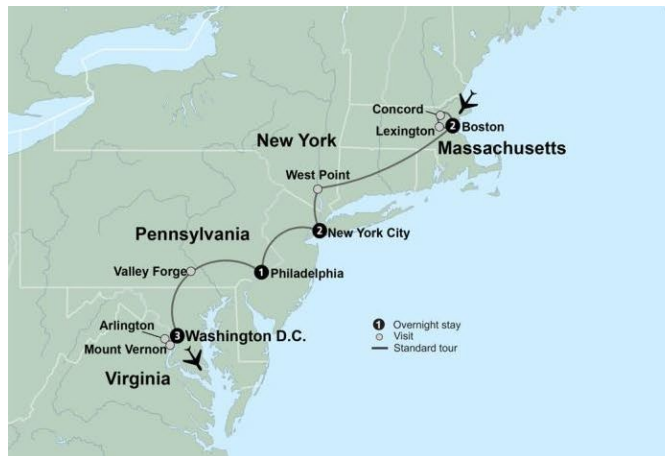 Concord
Lexington
2 Boston
Massachusetts
New York
West Point
2 New York City
Pennsylvania
Valley Forge
1 Philadelphia
Arlington
3 Washington D.C.
Mount Vernon
Virginia
1 Overnight stay
Visit
Standard tour